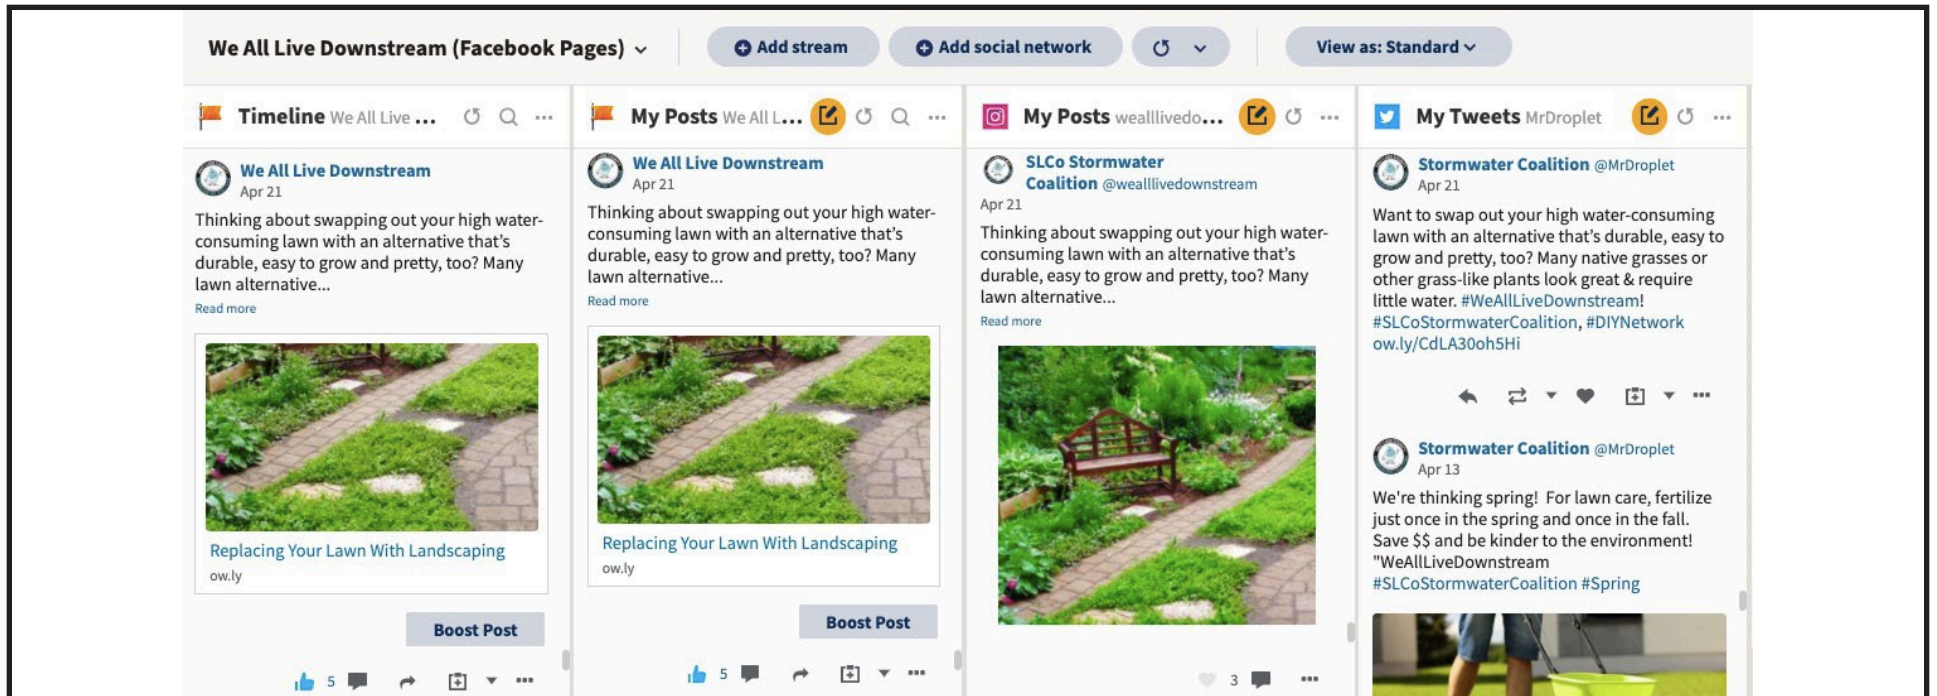 We All Live Downstream (Facebook Pages)
Add stream
Add social network
View as: Standard
Timeline We All Live ...
We All Live Downstream
Apr 21
Thinking about swapping out your high water-
consuming lawn with an alternative that's
durable, easy to grow and pretty, too? Many
lawn alternative...
Read more
Replacing Your Lawn With Landscaping
ow.ly
Boost Post
5
My Posts We All L...
We All Live Downstream
Apr 21
Thinking about swapping out your high water-
consuming lawn with an alternative that's
durable, easy to grow and pretty, too? Many
lawn alternative...
Read more
Replacing Your Lawn With Landscaping
ow.ly
Boost Post
5
My Posts wealllivedo...
SLCo Stormwater
Coalition @wealllivedownstream
Apr 21
Thinking about swapping out your high water-
consuming lawn with an alternative that's
durable, easy to grow and pretty, too? Many
lawn alternative...
Read more
3
My Tweets MrDroplet
Stormwater Coalition @MrDroplet
Apr 21
Want to swap out your high water-consuming
lawn with an alternative that's durable, easy to
grow and pretty, too? Many native grasses or
other grass-like plants look great & require
little water. #WeAllLiveDownstream!
#SLCoStormwaterCoalition, #DIYNetwork
ow.ly/CdLA30oh5Hi
Stormwater Coalition @MrDroplet
Apr 13
We're thinking spring!  For lawn care, fertilize
just once in the spring and once in the fall.
Save $$ and be kinder to the environment!
"WeAllLiveDownstream
#SLCoStormwaterCoalition #Spring